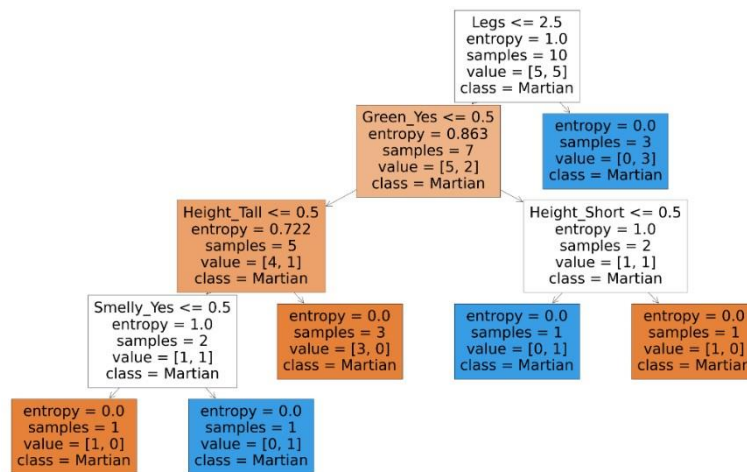 Legs <= 2.5
entropy = 1.0
samples = 10
value = [5, 5]
class = Martian
Green_Yes <= 0.5
entropy = 0.863
samples = 7
value = [5, 2]
class = Martian
entropy = 0.0
samples = 3
value = [0, 3]
class = Martian
Height_Tall <= 0.5
entropy = 0.722
samples = 5
value = [4, 1]
class = Martian
Height_Short <= 0.5
entropy = 1.0
samples = 2
value = [1, 1]
class = Martian
Smelly_Yes <= 0.5
entropy = 1.0
samples = 2
value = [1, 1]
class = Martian
entropy = 0.0
samples = 3
value = [3, 0]
class = Martian
entropy = 0.0
samples = 1
value = [0, 1]
class = Martian
entropy = 0.0
samples = 1
value = [1, 0]
class = Martian
entropy = 0.0
samples = 1
value = [1, 0]
class = Martian
entropy = 0.0
samples = 1
value = [0, 1]
class = Martian